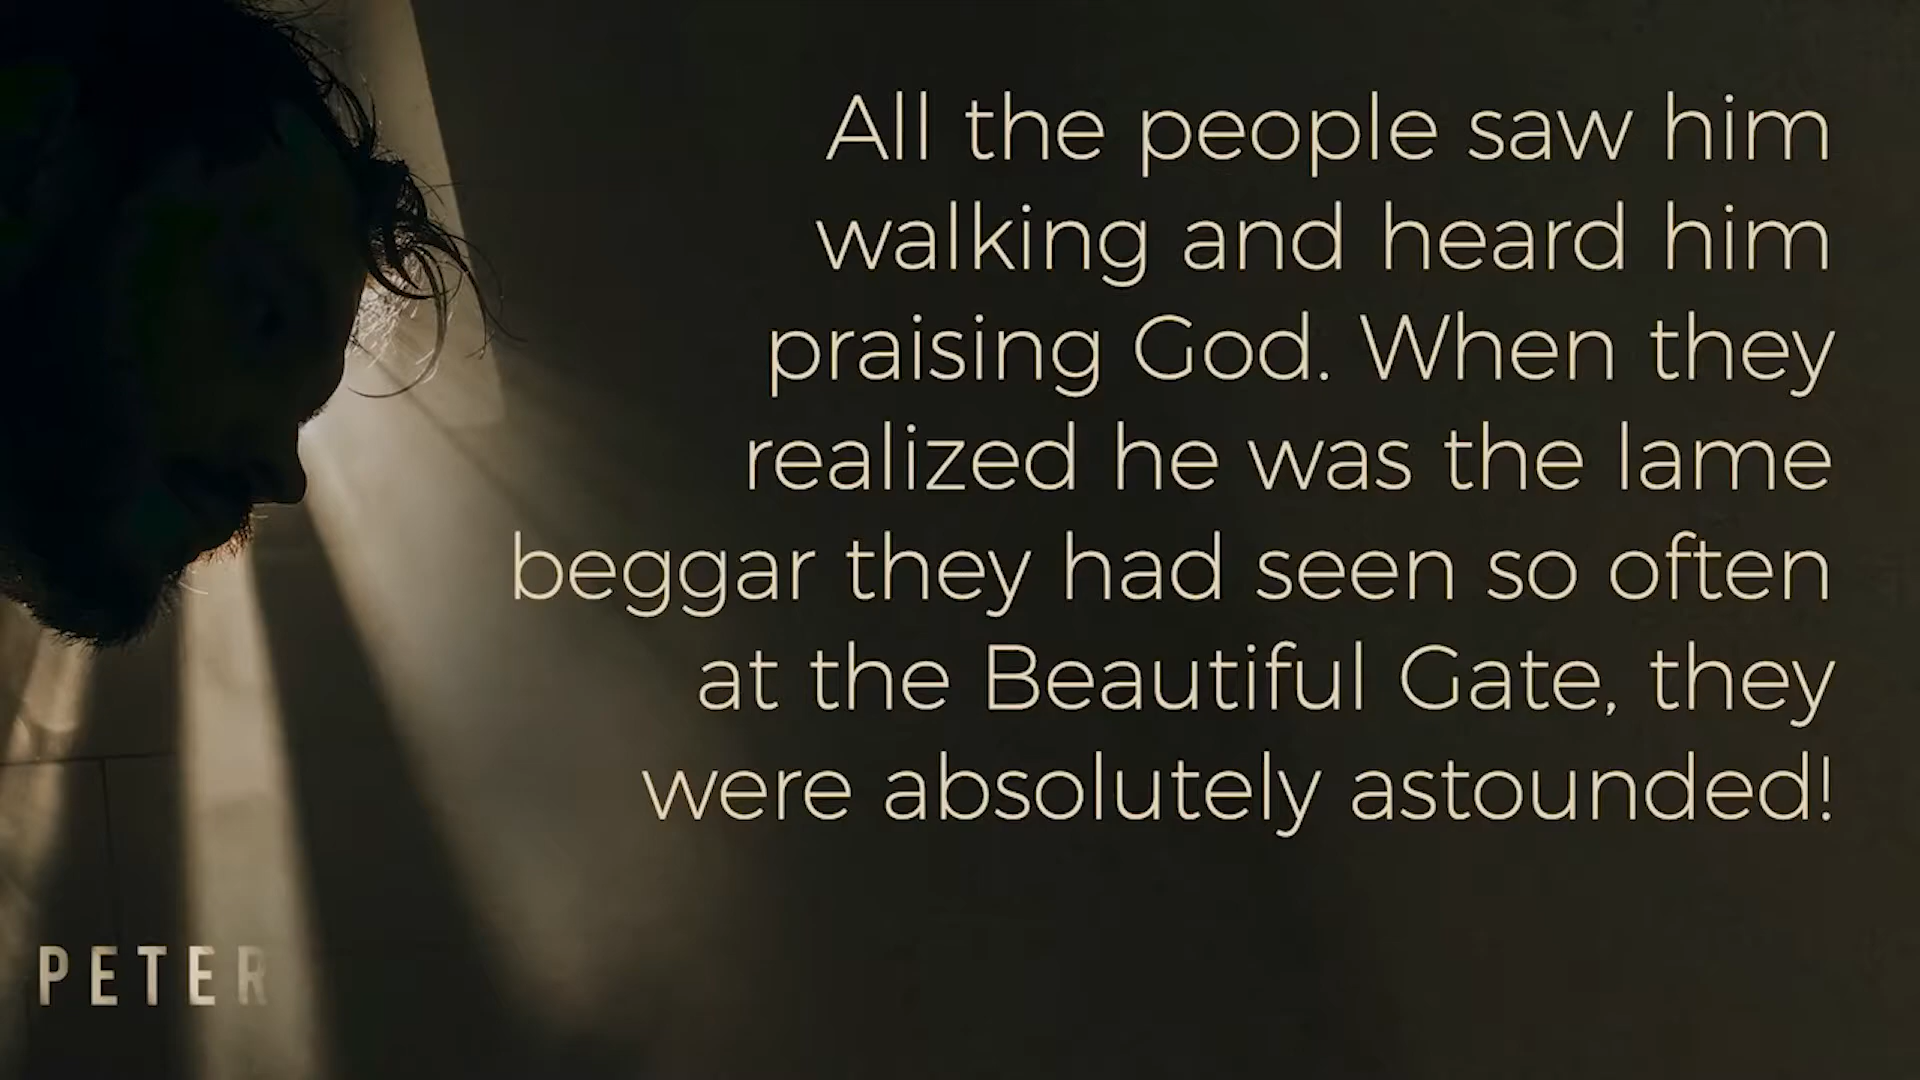 All the people saw him
walking and heard him
praising God. When they
realized he was the lame
beggar they had seen so often
at the Beautiful Gate, they
were absolutely astounded!
PETER